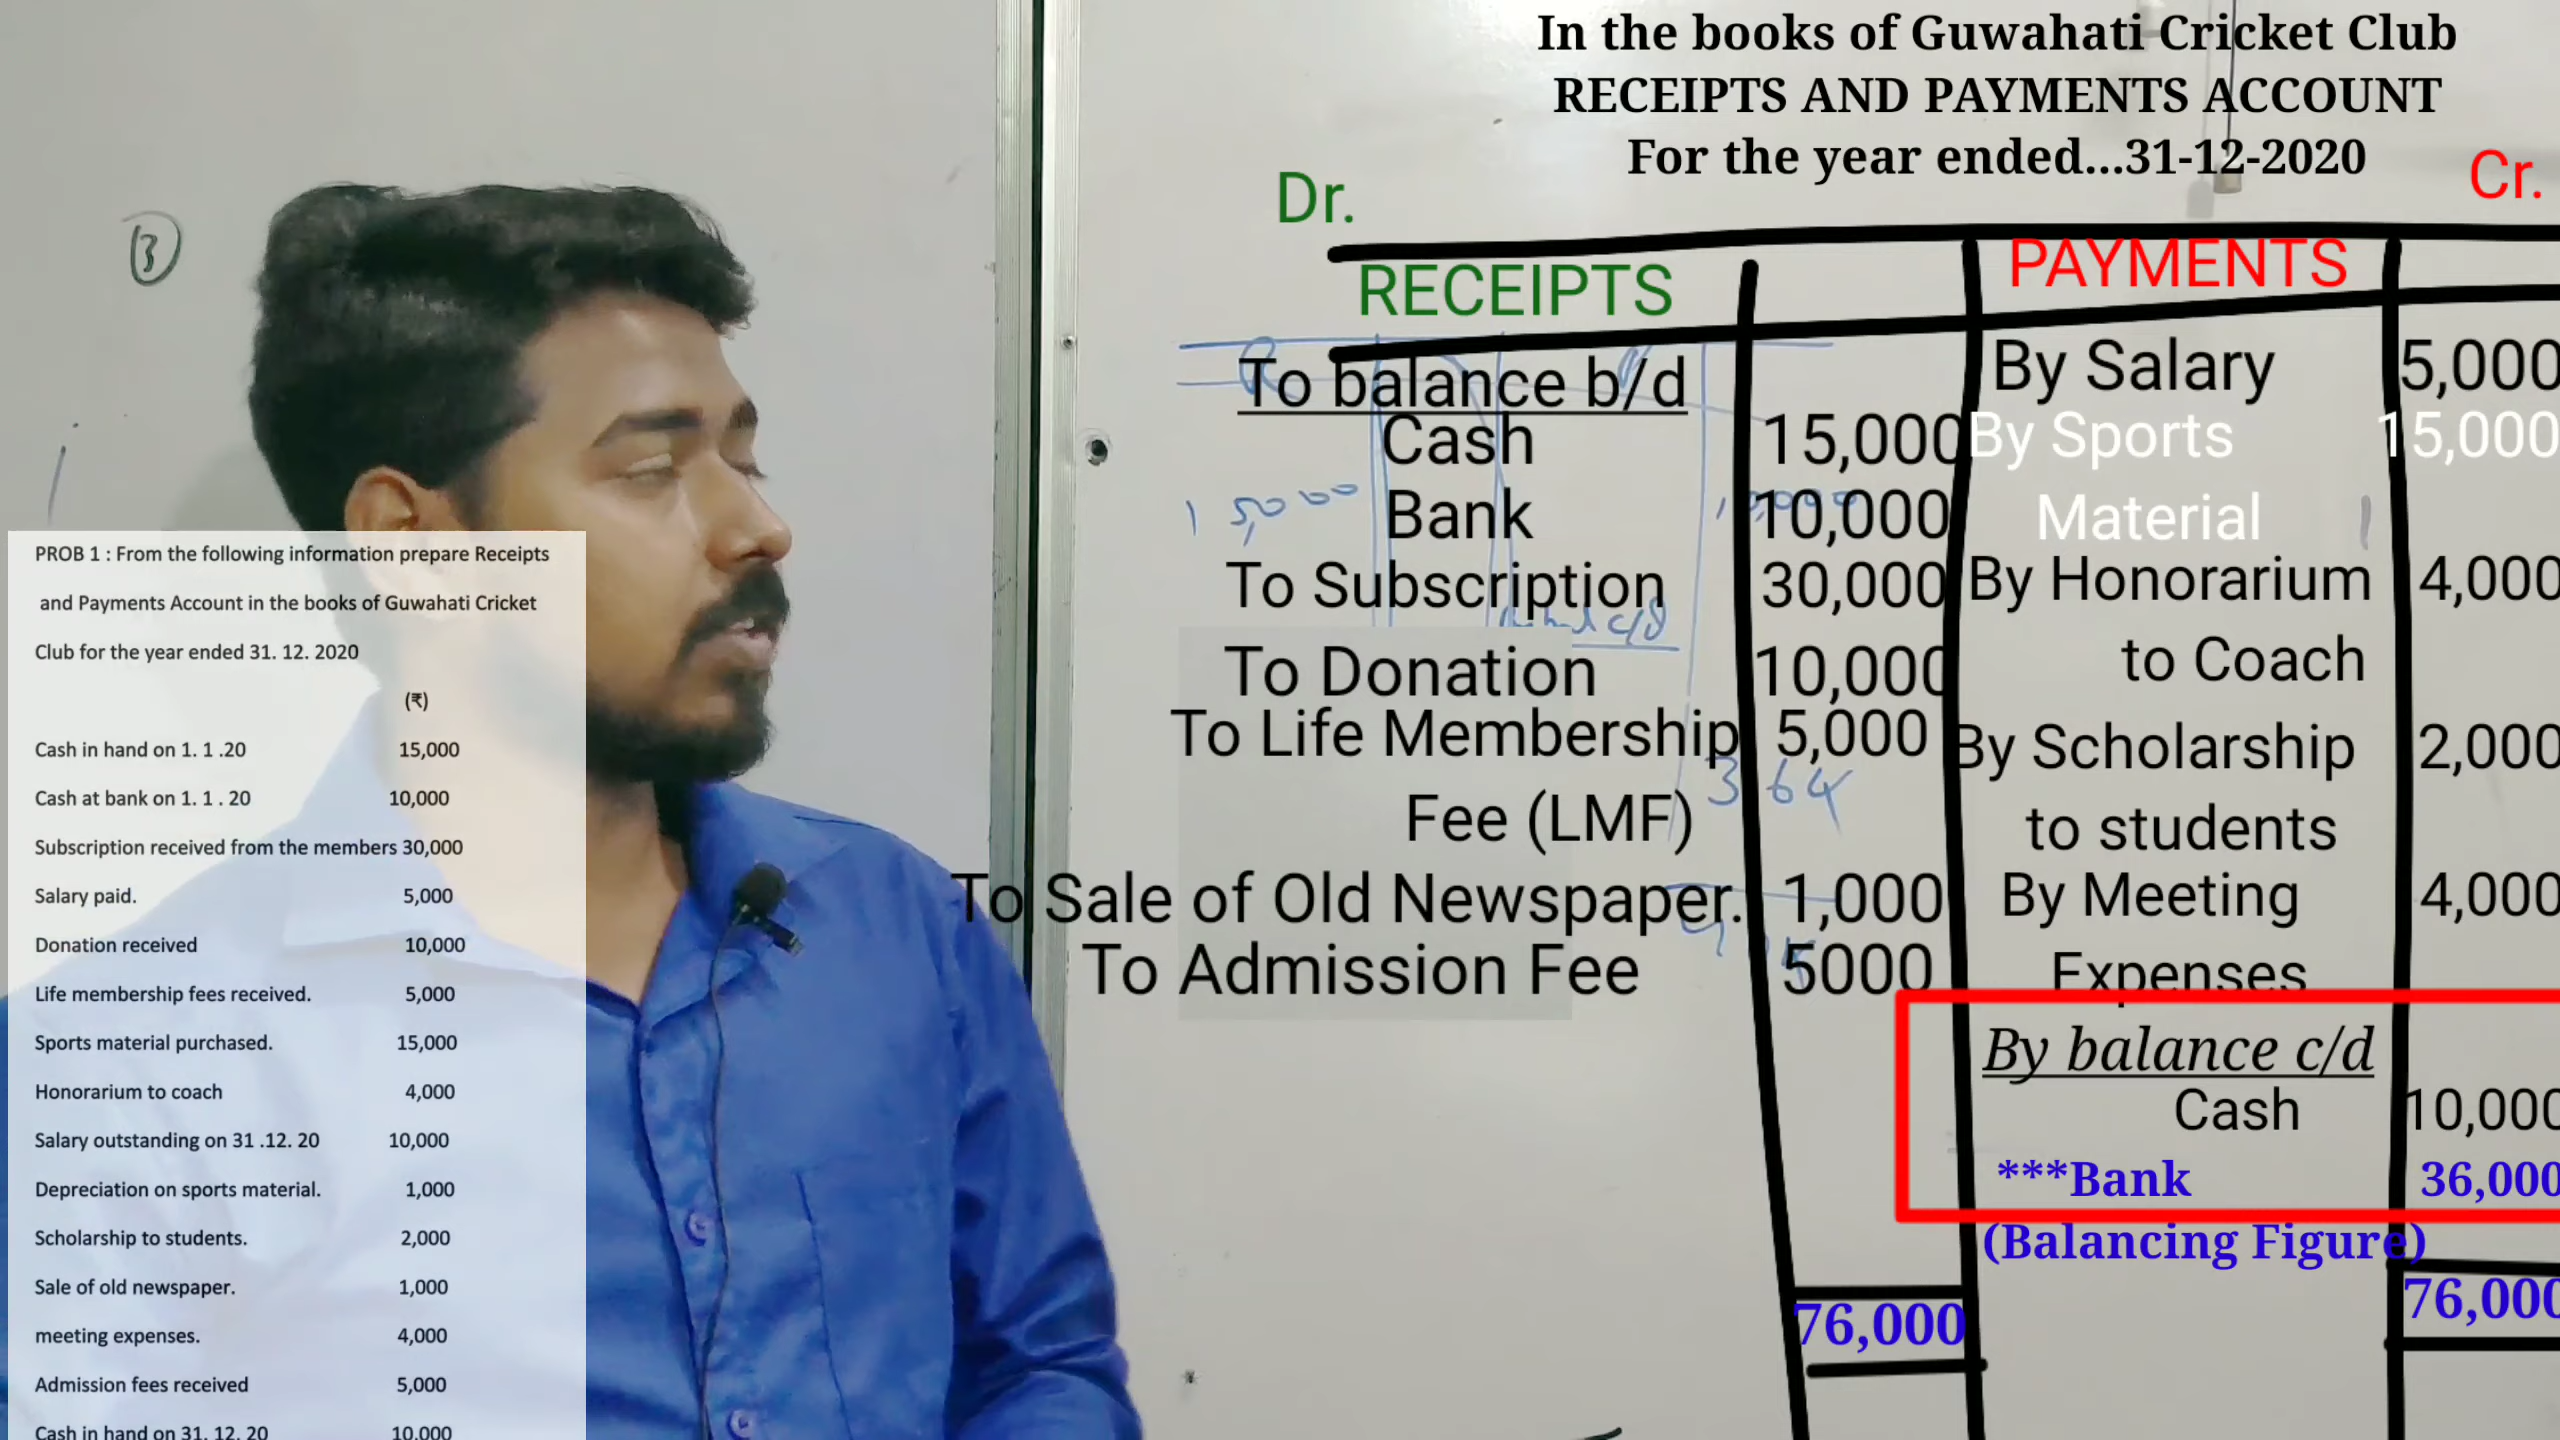 In the books of Guwahati Cricket Club
RECEIPTS AND PAYMENTS ACCOUNT
For the year ended...31-12-2020
Dr.
Cr.
RECEIPTS
PAYMENTS
To balance b/d
Cash 15,000
Bank 10,000
To Subscription 30,000
To Donation 10,000
To Life Membership 5,000
Fee (LMF)
To Sale of Old Newspaper. 1,000
To Admission Fee 5000
76,000
By Salary 5,000
By Sports 15,000
Material
By Honorarium 4,000
to Coach
By Scholarship 2,000
to students
By Meeting 4,000
Expenses
By balance c/d
Cash 10,000
***Bank 36,000
(Balancing Figure)
76,000
3
15,000
10,000
c/d
364
PROB 1 : From the following information prepare Receipts
and Payments Account in the books of Guwahati Cricket
Club for the year ended 31. 12. 2020
(₹)
Cash in hand on 1. 1 .20 15,000
Cash at bank on 1. 1 . 20 10,000
Subscription received from the members 30,000
Salary paid. 5,000
Donation received 10,000
Life membership fees received. 5,000
Sports material purchased. 15,000
Honorarium to coach 4,000
Salary outstanding on 31 .12. 20 10,000
Depreciation on sports material. 1,000
Scholarship to students. 2,000
Sale of old newspaper. 1,000
meeting expenses. 4,000
Admission fees received 5,000
Cash in hand on 31. 12. 20 10,000